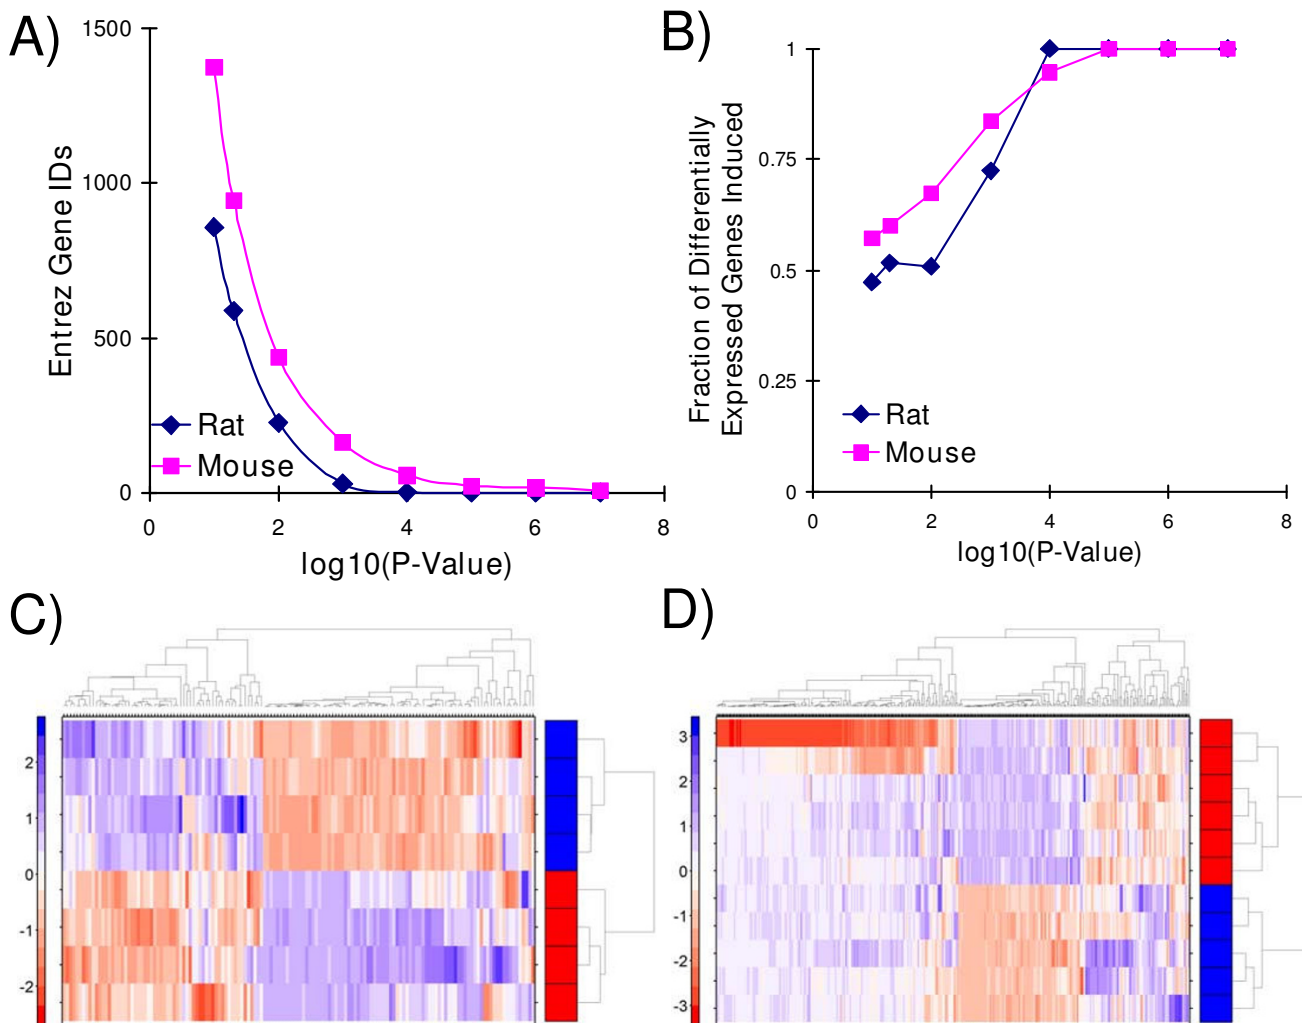 A)
1500
1000
500
0
Entrez Gene IDs
Rat
Mouse
0 2 4 6 8
log10(P-Value)
B)
1
0.75
0.5
0.25
0
Fraction of Differentially
Expressed Genes Induced
Rat
Mouse
0 2 4 6 8
log10(P-Value)
C)
2
1
0
-1
-2
D)
3
2
1
0
-1
-2
-3